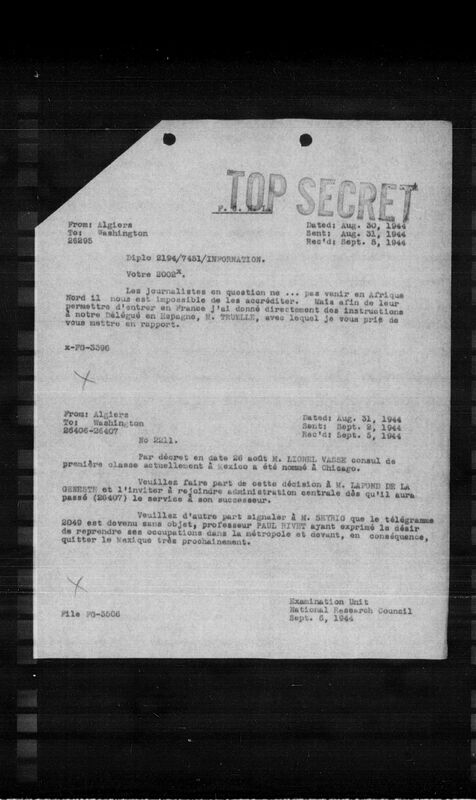 TOP SECRET
From: Algiers
To: Washington
26295
Dated: Aug. 30, 1944
Sent: Aug. 31, 1944
Rec'd: Sept. 5, 1944
Diplo 2194/7451/INFORMATION.
Votre 2002x.
Les journalistes en question ne ... pas venir en Afrique
Nord il nous est impossible de les accréditer. Mais afin de leur
permettre d'entrer en France j'ai donné directement des instructions
à notre Délégué en Espagne, M. TRUELLE, avec lequel je vous prie de
vous mettre en rapport.
x-FG-3396
From: Algiers
To: Washington
26406-26407
Dated: Aug. 31, 1944
Sent: Sept. 2, 1944
Rec'd: Sept. 5, 1944
No 2211.
Par décret en date 26 août M. LIONEL VASSE consul de
première classe actuellement à Mexico a été nommé à Chicago.
Veuillez faire part de cette décision à M. LAFOND DE LA
GENESTE et l'inviter à rejoindre administration centrale dès qu'il aura
passé (26407) le service à son successeur.
Veuillez d'autre part signaler à M. SEYRIG que le télégramme
2049 est devenu sans objet, professeur PAUL RIVET ayant exprimé la désir
de reprendre ses occupations dans la métropole et devant, en conséquence,
quitter le Mexique très prochainement.
File FG-3506
Examination Unit
National Research Council
Sept. 6, 1944